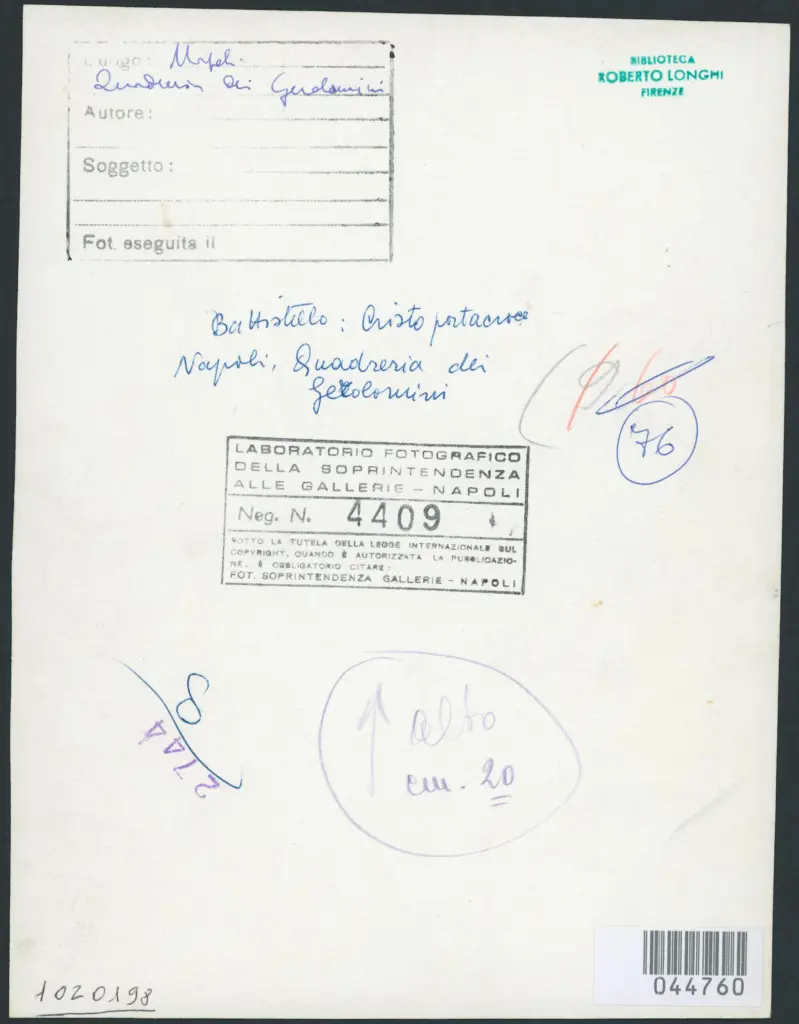 Luogo: Napoli
Quadreria dei Gerolamini
Autore:
Soggetto:
Fot. eseguita il
BIBLIOTECA
ROBERTO LONGHI
FIRENZE
Battistello: Cristo portacroce
Napoli, Quadreria dei
Gerolomini
76
LABORATORIO FOTOGRAFICO
DELLA SOPRINTENDENZA
ALLE GALLERIE - NAPOLI
Neg. N. 4409
SOTTO LA TUTELA DELLA LEGGE INTERNAZIONALE SUL
COPYRIGHT, QUANDO È AUTORIZZATA LA PUBBLICAZIO-
NE, È OBBLIGATORIO CITARE:
FOT. SOPRINTENDENZA GALLERIE - NAPOLI
2744
alto
cm. 20
1020198
044760